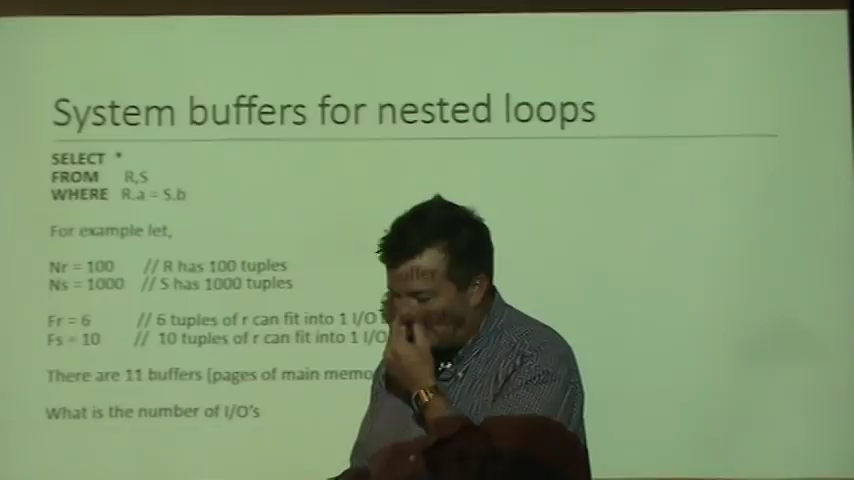 System buffers for nested loops
SELECT *
FROM R,S
WHERE R.a = S.b
For example let,
Nr = 100 // R has 100 tuples
Ns = 1000 // S has 1000 tuples
Fr = 6 // 6 tuples of r can fit into 1 I/O
Fs = 10 // 10 tuples of r can fit into 1 I/O
There are 11 buffers (pages of main memo
What is the number of I/O's